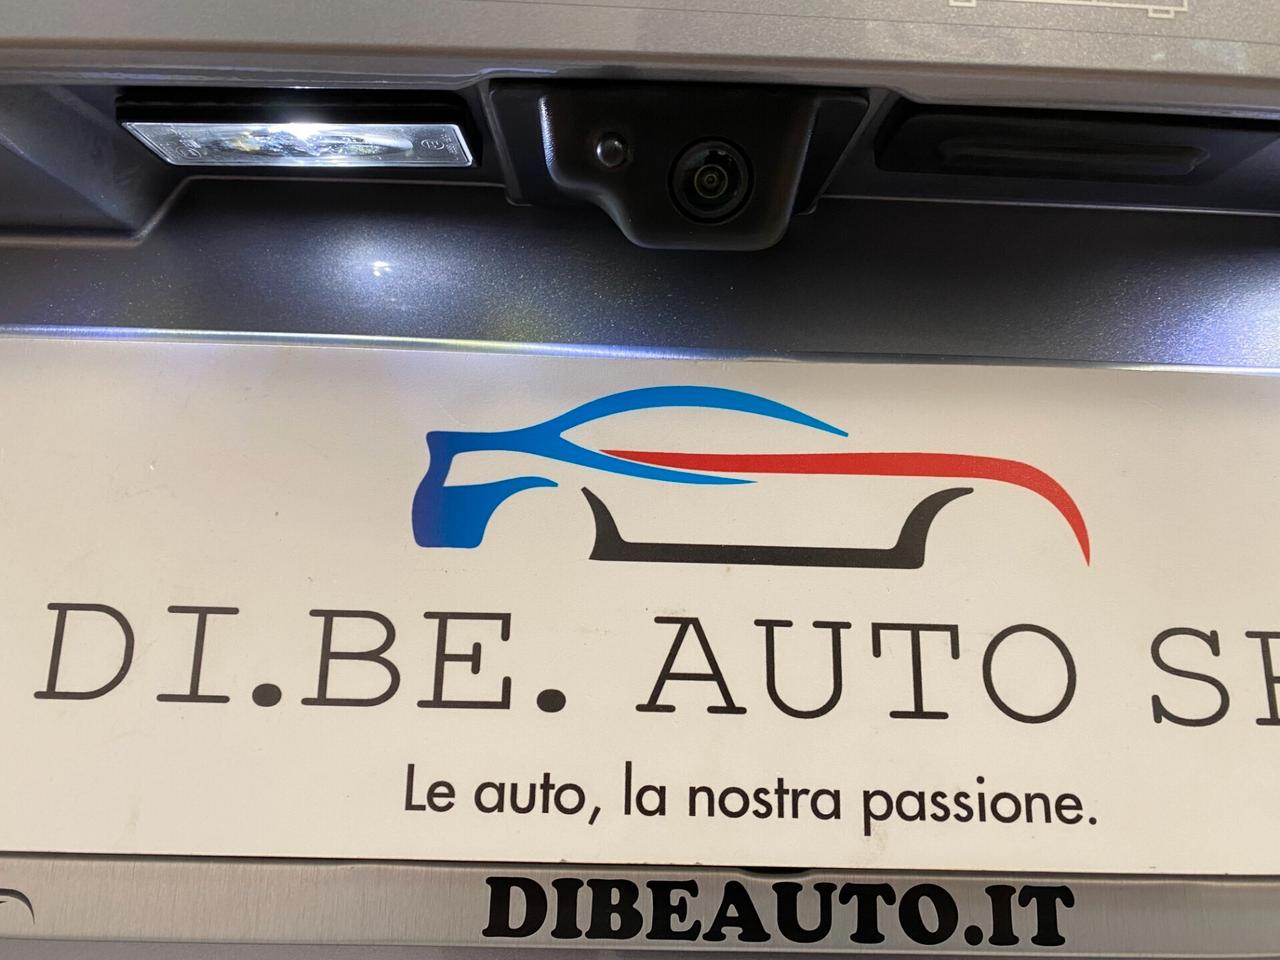 DI.BE. AUTO
Le auto, la nostra passione.
DIBEAUTO.IT